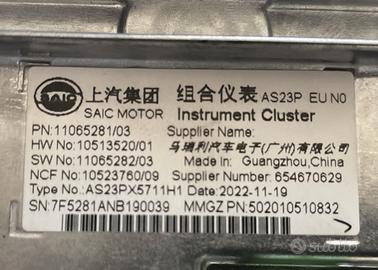 SAIC 上汽集团 组合仪表 AS23P EU N0
SAIC MOTOR Instrument Cluster
PN:11065281/03 Supplier Name:
HW No:10513520/01 马瑞利汽车电子(广州)有限公司
SW No:11065282/03 Made in: Guangzhou,China
NCF No:10523760/09 Supplier Number: 654670629
Type No.:AS23PX5711H1 Date:2022-11-19
SN:7F5281ANB190039 MMGZ PN:502010510832
subito